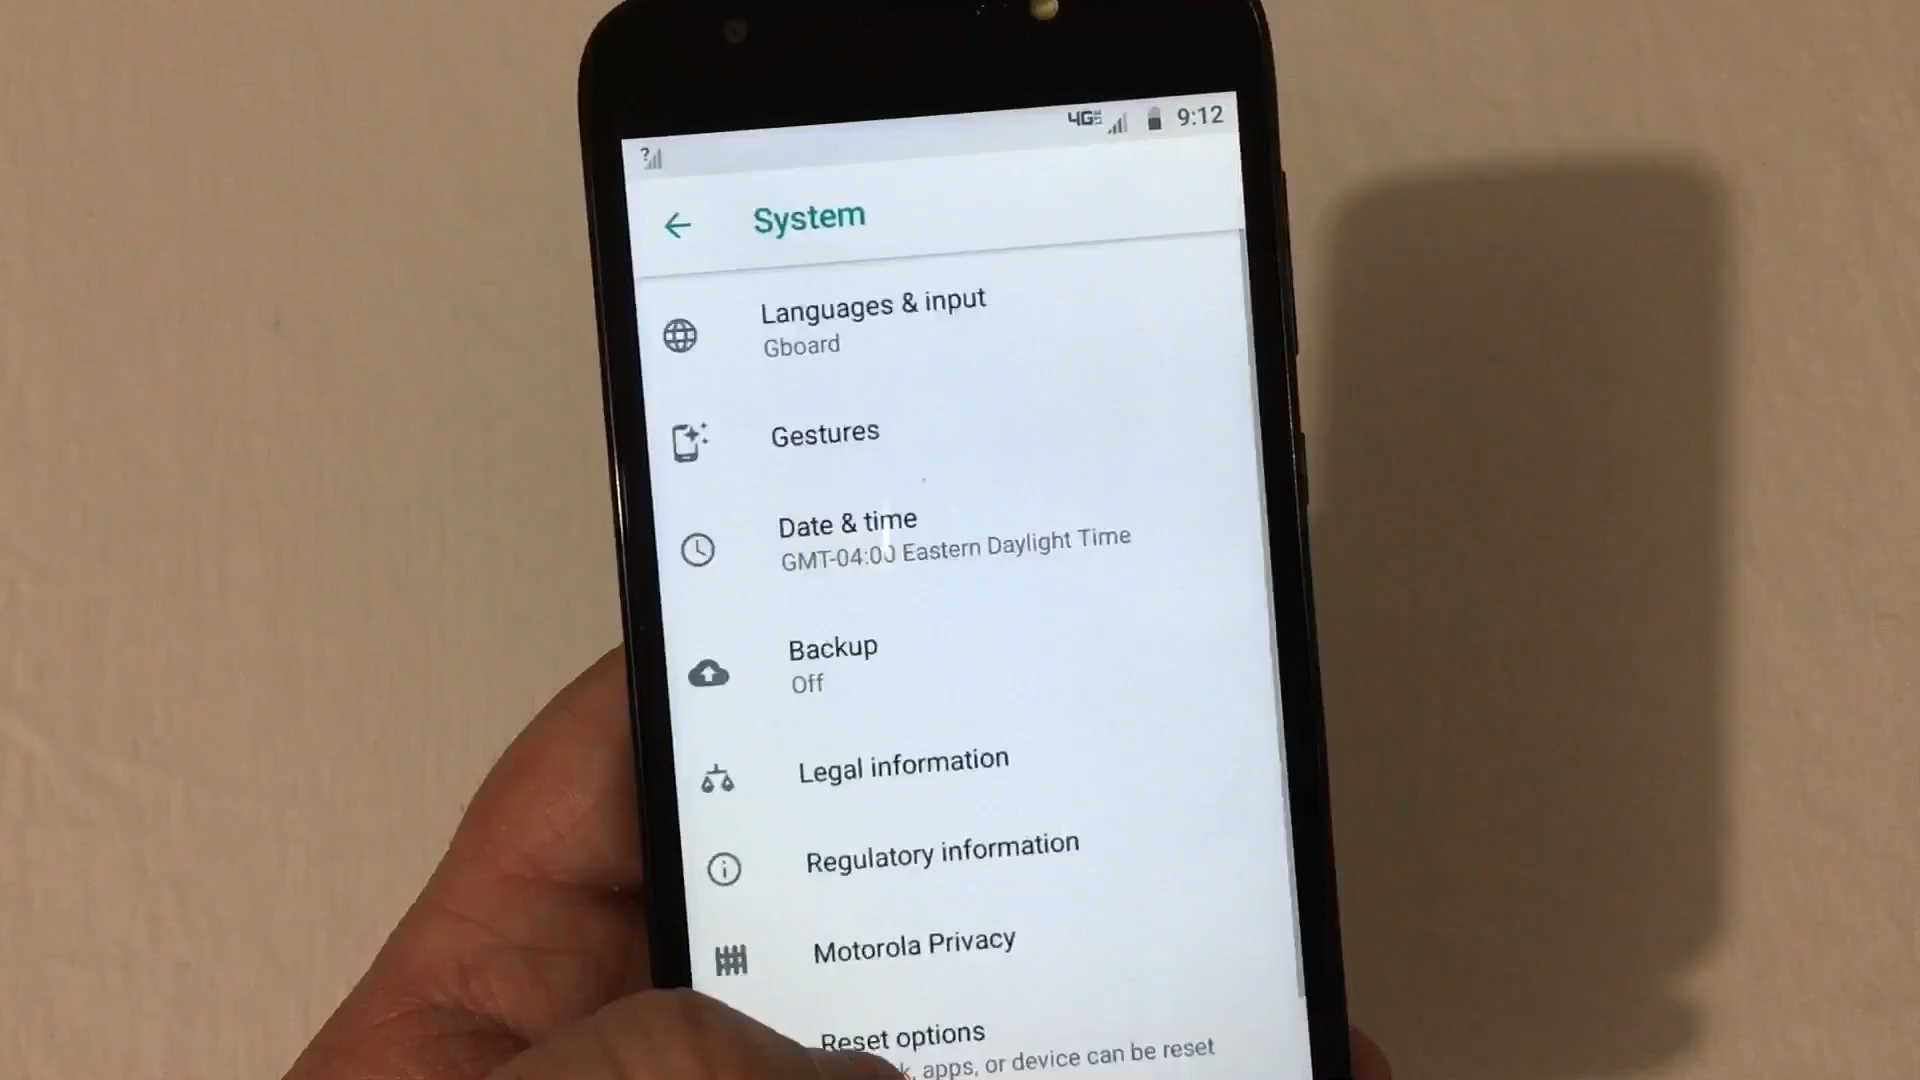 4G 9:12
?
System
Languages & input
Gboard
Gestures
Date & time
GMT-04:00 Eastern Daylight Time
Backup
Off
Legal information
Regulatory information
Motorola Privacy
Reset options
apps, or device can be reset